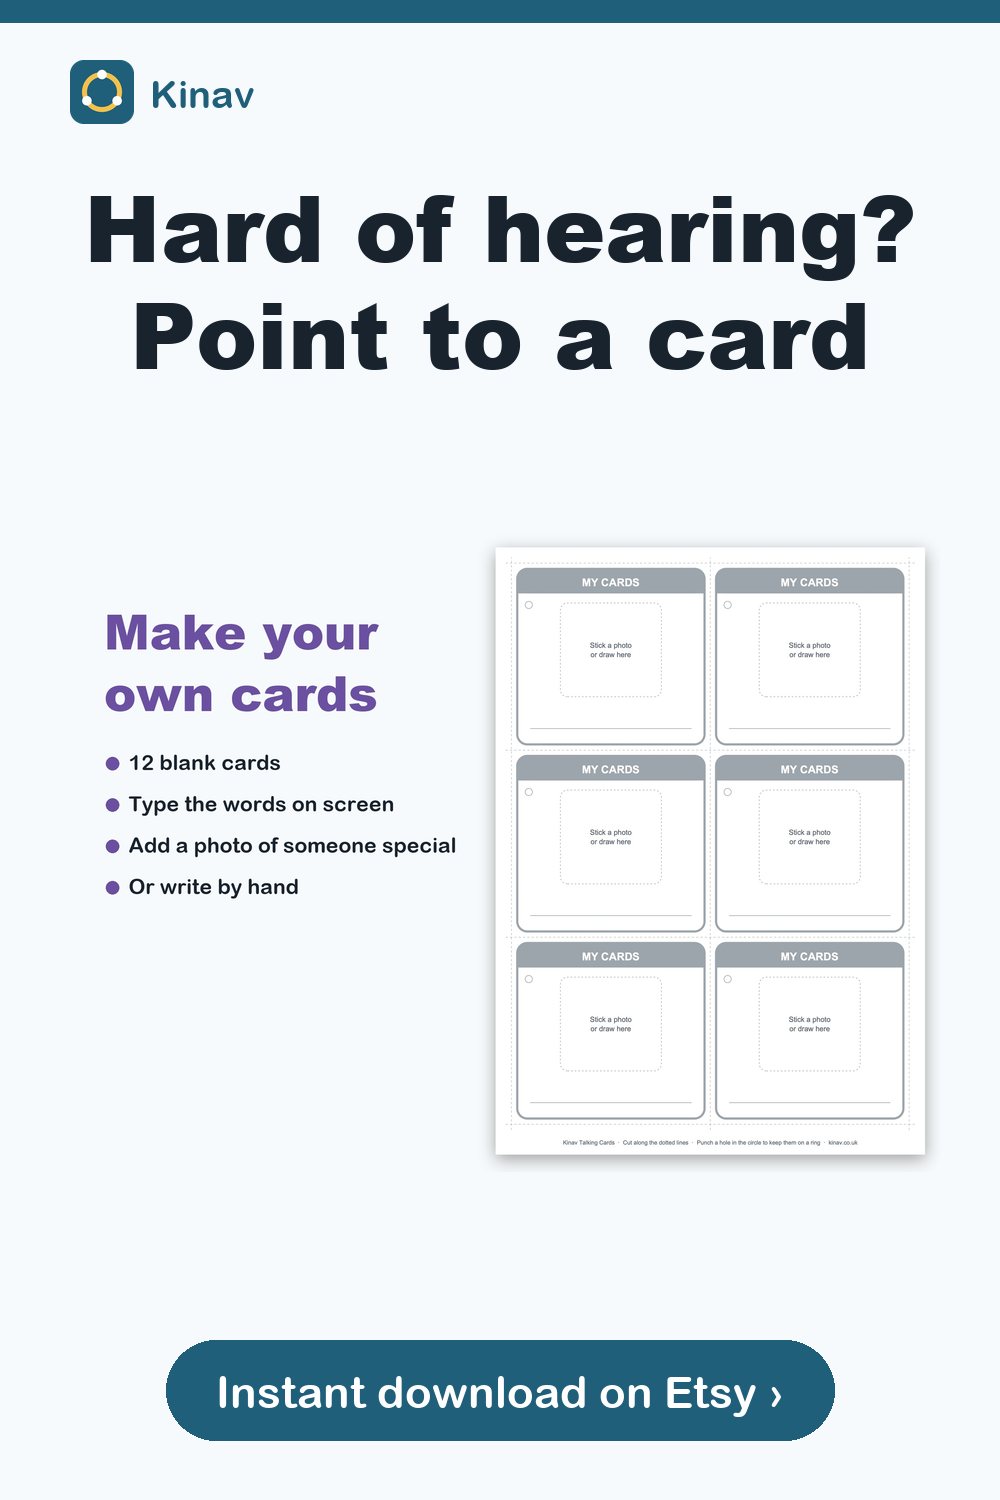 Kinav
Hard of hearing?
Point to a card
Make your
own cards
● 12 blank cards
● Type the words on screen
● Add a photo of someone special
● Or write by hand
MY CARDS
MY CARDS
Stick a photo
or draw here
Stick a photo
or draw here
MY CARDS
MY CARDS
Stick a photo
or draw here
Stick a photo
or draw here
MY CARDS
MY CARDS
Stick a photo
or draw here
Stick a photo
or draw here
Kinav Talking Cards · Cut along the dotted lines · Punch a hole in the circle to keep them on a ring · kinav.co.uk
Instant download on Etsy ›